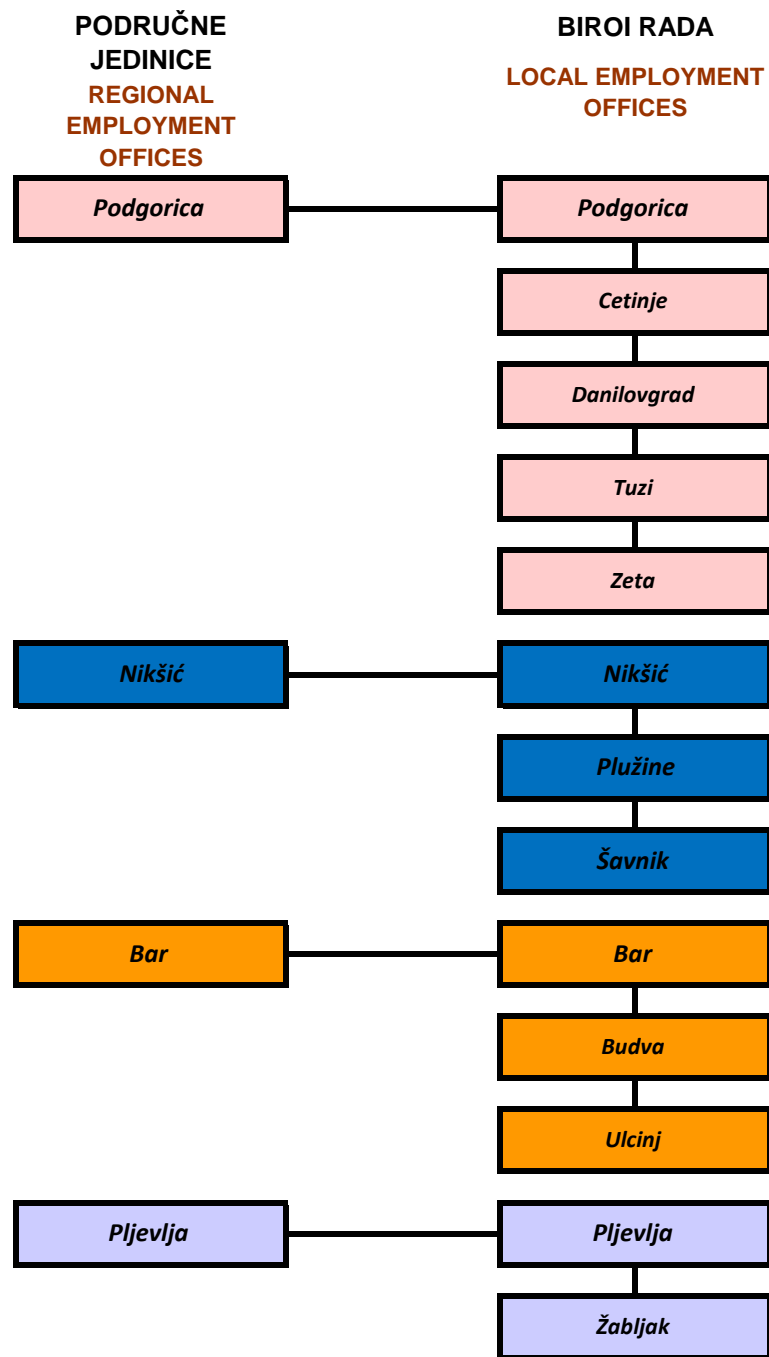 PODRUČNE
JEDINICE
REGIONAL
EMPLOYMENT
OFFICES
BIROI RADA
LOCAL EMPLOYMENT
OFFICES
Podgorica
Podgorica
Cetinje
Danilovgrad
Tuzi
Zeta
Nikšić
Nikšić
Plužine
Šavnik
Bar
Bar
Budva
Ulcinj
Pljevlja
Pljevlja
Žabljak